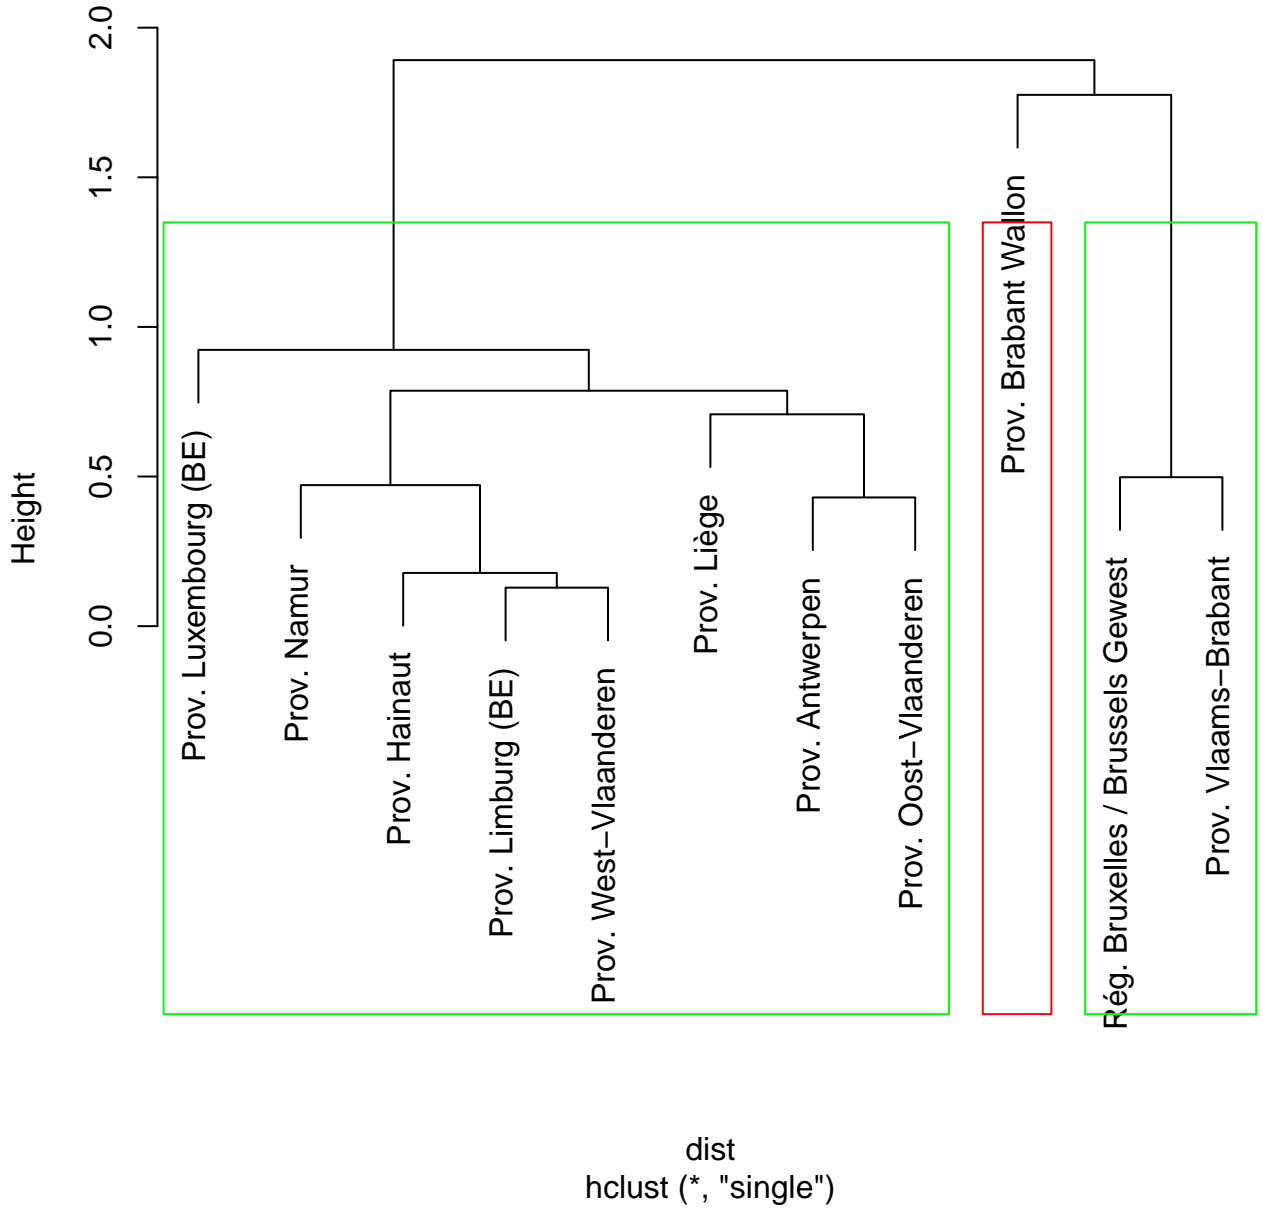 2.0
1.5
1.0
0.5
0.0
Height
Prov. Luxembourg (BE)
Prov. Namur
Prov. Hainaut
Prov. Limburg (BE)
Prov. West−Vlaanderen
Prov. Liège
Prov. Antwerpen
Prov. Oost−Vlaanderen
Prov. Brabant Wallon
Rég. Bruxelles / Brussels Gewest
Prov. Vlaams−Brabant
dist
hclust (*, "single")